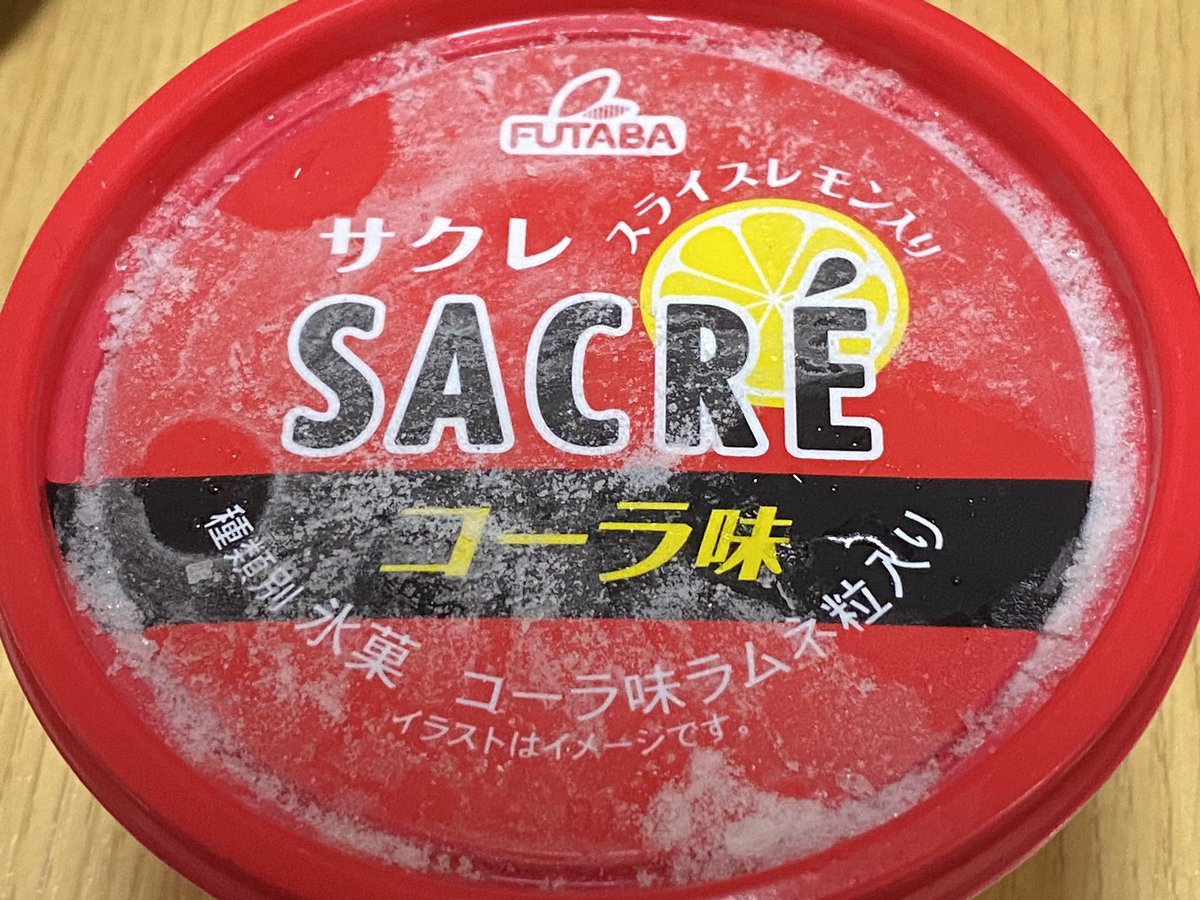 FUTABA
スライスレモン入り
サクレ
SACRÉ
コーラ味
種類別 氷菓
コーラ味ラムネ粒入り
イラストはイメージです。